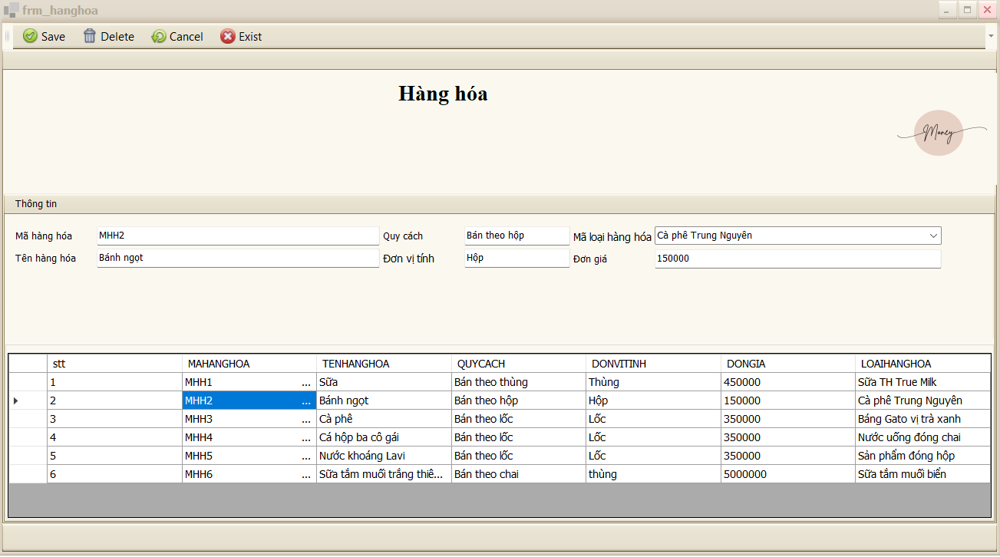 frm_hanghoa
Save Delete Cancel Exist
Hàng hóa
Money
Thông tin
Mã hàng hóa MHH2 Quy cách Bán theo hộp Mã loại hàng hóa Cà phê Trung Nguyên
Tên hàng hóa Bánh ngọt Đơn vị tính Hộp Đơn giá 150000
stt MAHANGHOA TENHANGHOA QUYCACH DONVITINH DONGIA LOAIHANGHOA
1 MHH1 ... Sữa Bán theo thùng Thùng 450000 Sữa TH True Milk
2 MHH2 ... Bánh ngọt Bán theo hộp Hộp 150000 Cà phê Trung Nguyên
3 MHH3 ... Cà phê Bán theo lốc Lốc 350000 Báng Gato vị trà xanh
4 MHH4 ... Cá hộp ba cô gái Bán theo lốc Lốc 350000 Nước uống đóng chai
5 MHH5 ... Nước khoáng Lavi Bán theo lốc Lốc 350000 Sản phẩm đóng hộp
6 MHH6 ... Sữa tắm muối trắng thiê... Bán theo chai thùng 5000000 Sữa tắm muối biển